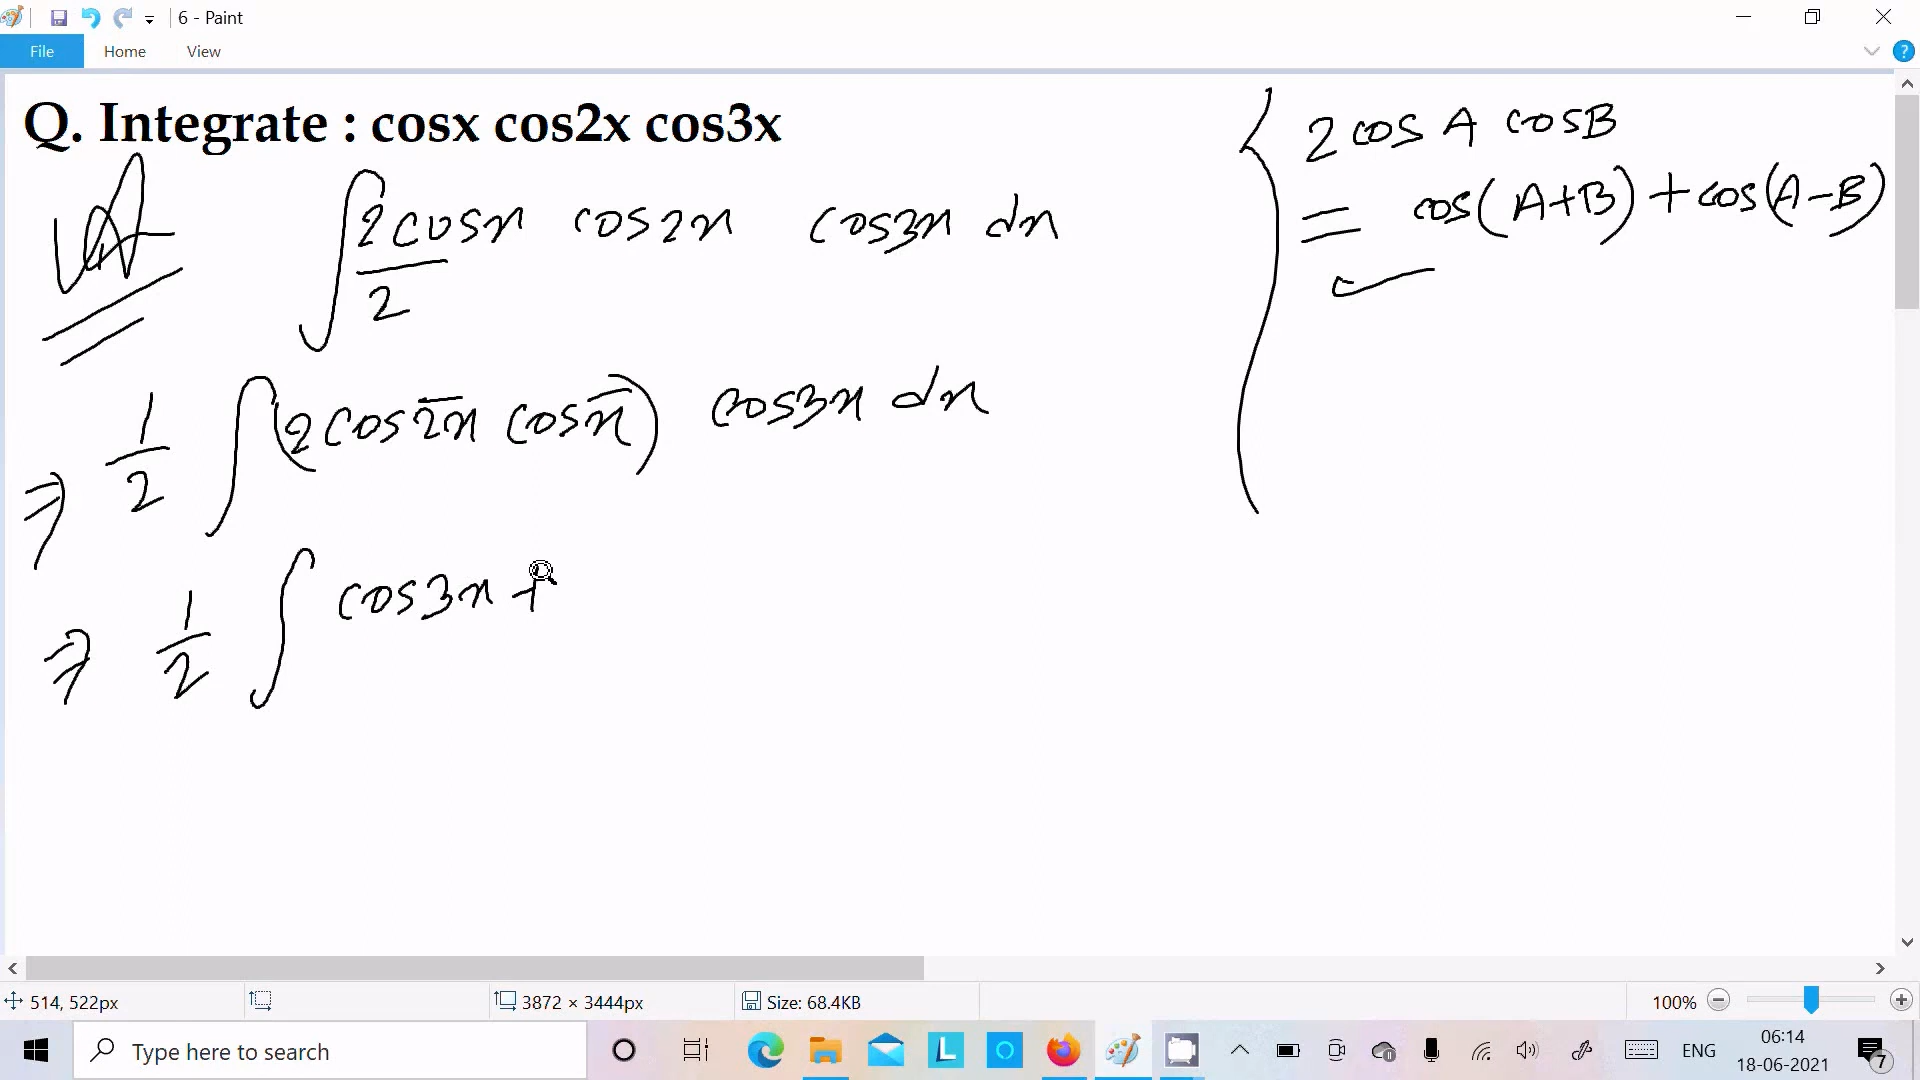 6 - Paint
File Home View
Q. Integrate : cosx cos2x cos3x
∫ 2cosx/2 cos2x cos3x dx
⇒ 1/2 ∫(2cos2x cosx) cos3x dx
⇒ 1/2 ∫ cos3x +
2 cos A cosB
= cos(A+B) + cos(A-B)
514, 522px 3872 × 3444px Size: 68.4KB 100%
Type here to search ENG 06:14
18-06-2021 7